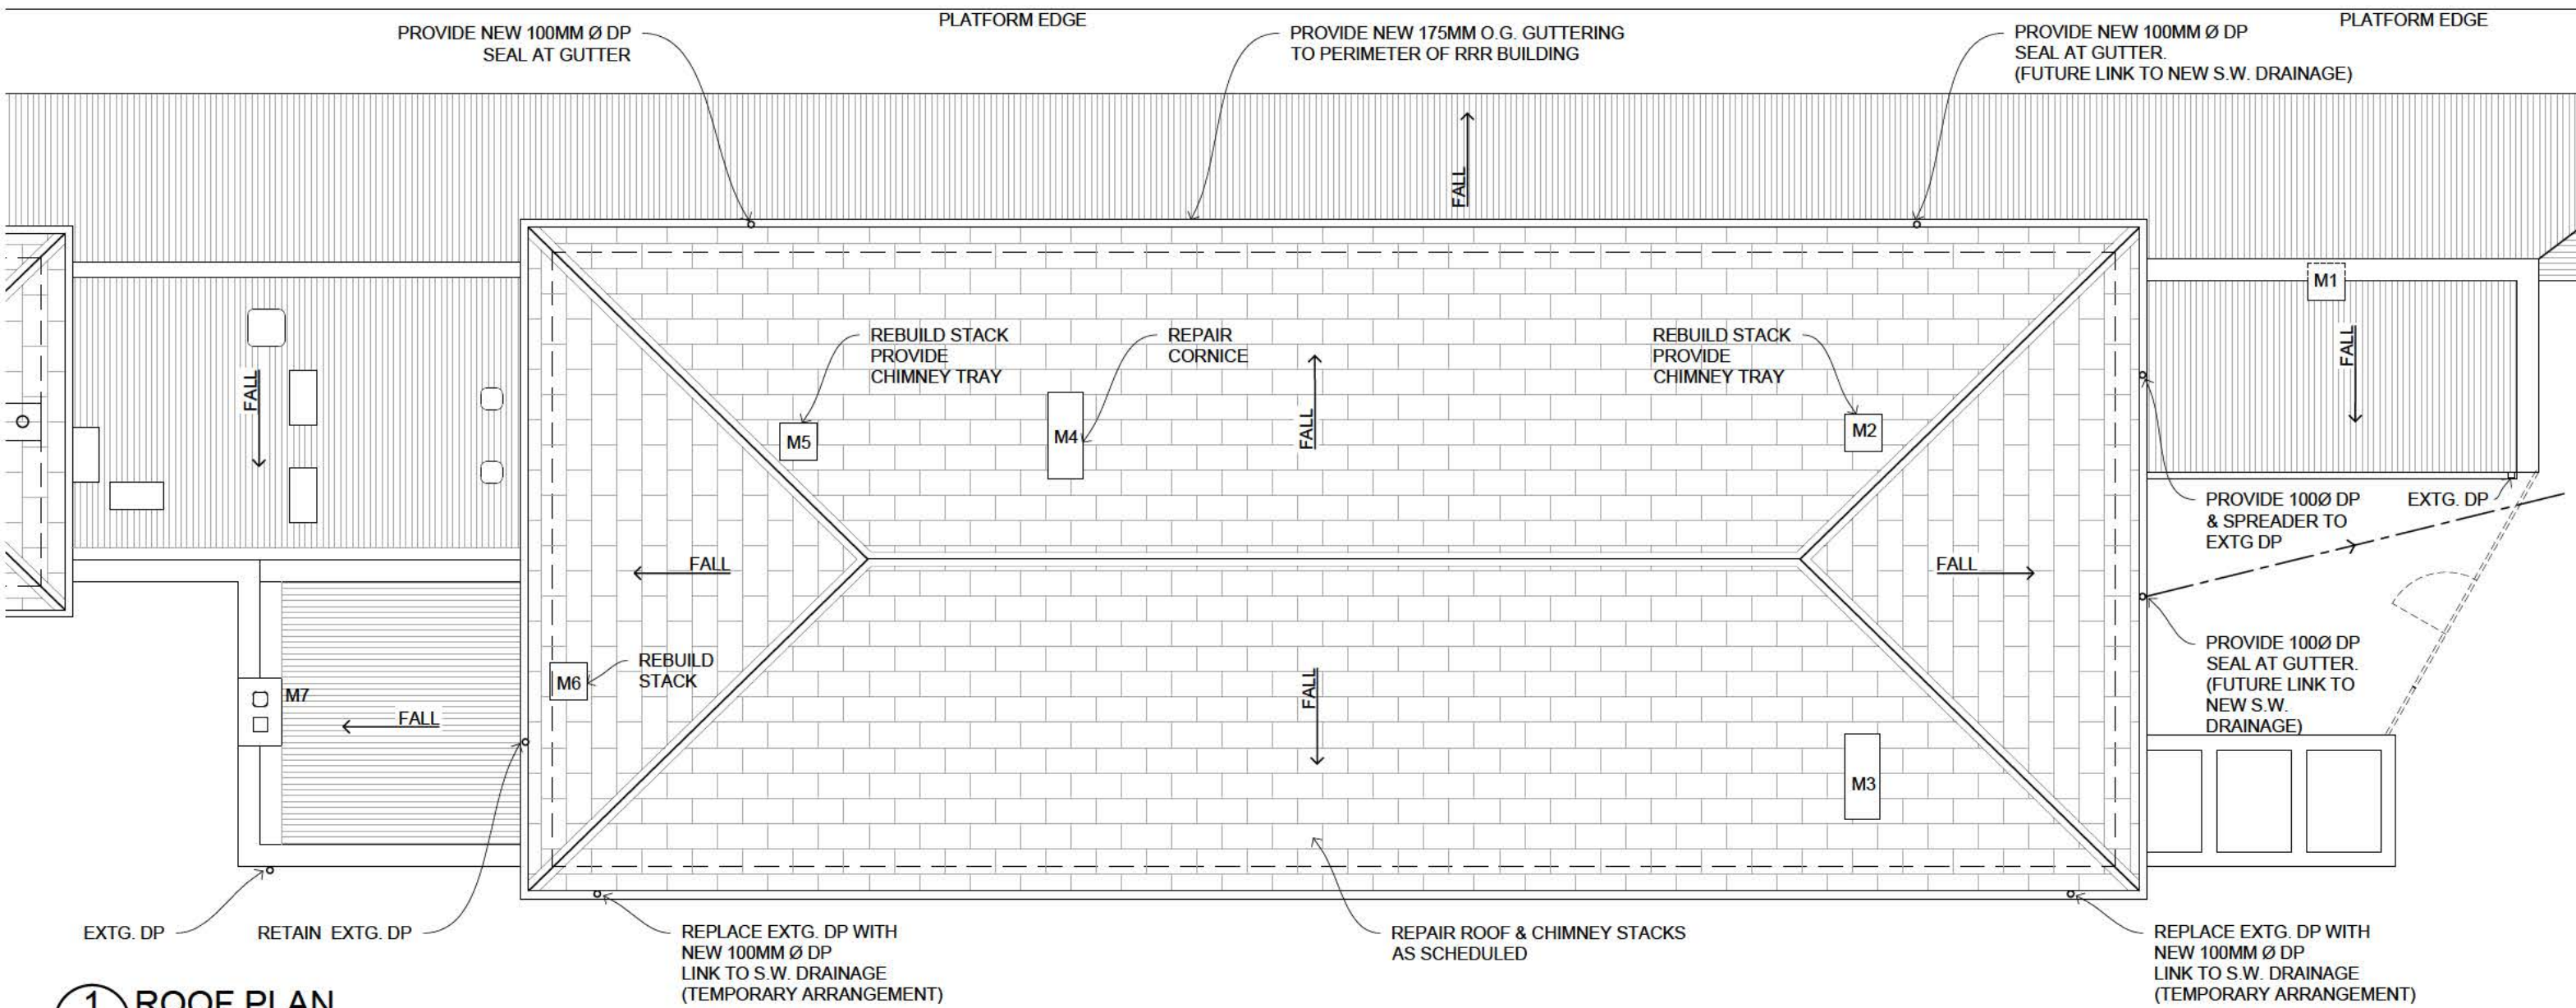 PLATFORM EDGE
PLATFORM EDGE
PROVIDE NEW 100MM Ø DP
SEAL AT GUTTER
PROVIDE NEW 175MM O.G. GUTTERING
TO PERIMETER OF RRR BUILDING
PROVIDE NEW 100MM Ø DP
SEAL AT GUTTER.
(FUTURE LINK TO NEW S.W. DRAINAGE)
FALL
M1
FALL
REBUILD STACK
PROVIDE
CHIMNEY TRAY
REPAIR
CORNICE
REBUILD STACK
PROVIDE
CHIMNEY TRAY
FALL
FALL
M5
M4
M2
PROVIDE 100Ø DP
& SPREADER TO
EXTG DP
EXTG. DP
FALL
FALL
PROVIDE 100Ø DP
SEAL AT GUTTER.
(FUTURE LINK TO
NEW S.W.
DRAINAGE)
REBUILD
STACK
M6
M7
FALL
FALL
M3
EXTG. DP
RETAIN EXTG. DP
REPLACE EXTG. DP WITH
NEW 100MM Ø DP
LINK TO S.W. DRAINAGE
(TEMPORARY ARRANGEMENT)
REPAIR ROOF & CHIMNEY STACKS
AS SCHEDULED
REPLACE EXTG. DP WITH
NEW 100MM Ø DP
LINK TO S.W. DRAINAGE
(TEMPORARY ARRANGEMENT)
1 ROOF PLAN